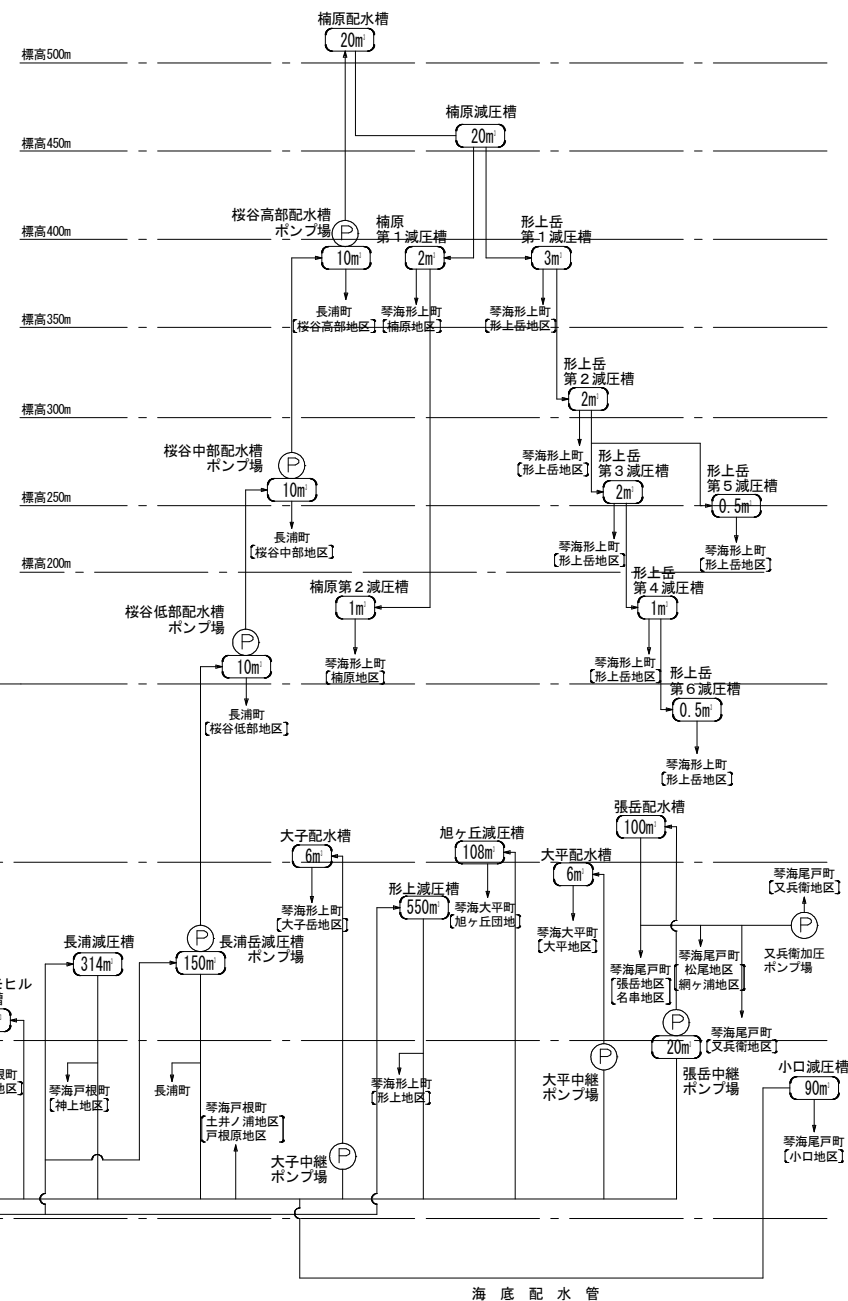 楠原配水槽
20m³
標高500m
楠原減圧槽
20m³
標高450m
桜谷高部配水槽
ポンプ場
P
楠原
第1減圧槽
形上岳
第1減圧槽
標高400m
10m³
2m³
3m³
長浦町
[桜谷高部地区]
琴海形上町
[楠原地区]
琴海形上町
[形上岳地区]
標高350m
形上岳
第2減圧槽
2m³
標高300m
桜谷中部配水槽
ポンプ場
P
琴海形上町
[形上岳地区]
形上岳
第3減圧槽
形上岳
第5減圧槽
10m³
2m³
0.5m³
標高250m
長浦町
[桜谷中部地区]
琴海形上町
[形上岳地区]
琴海形上町
[形上岳地区]
標高200m
形上岳
第4減圧槽
楠原第2減圧槽
1m³
1m³
桜谷低部配水槽
ポンプ場
P
10m³
琴海形上町
[楠原地区]
琴海形上町
[形上岳地区]
形上岳
第6減圧槽
0.5m³
長浦町
[桜谷低部地区]
琴海形上町
[形上岳地区]
張岳配水槽
100m³
大子配水槽
6m³
旭ヶ丘減圧槽
108m³
大平配水槽
6m³
琴海尾戸町
[又兵衛地区]
形上減圧槽
550m³
琴海形上町
[大子岳地区]
琴海大平町
[旭ヶ丘団地]
琴海大平町
[大平地区]
P
又兵衛加圧
ポンプ場
長浦減圧槽
314m³
P
長浦岳減圧槽
ポンプ場
150m³
琴海尾戸町
[張岳地区
名串地区]
琴海尾戸町
[松尾地区
網ヶ浦地区]
モヒル
槽
P
20m³
琴海尾戸町
[又兵衛地区]
張岳中継
ポンプ場
小口減圧槽
90m³
根町
地区]
琴海戸根町
[神上地区]
長浦町
琴海形上町
[形上地区]
P
大平中継
ポンプ場
琴海戸根町
[土井ノ浦地区
戸根原地区]
琴海尾戸町
[小口地区]
大子中継
ポンプ場
P
海底配水管